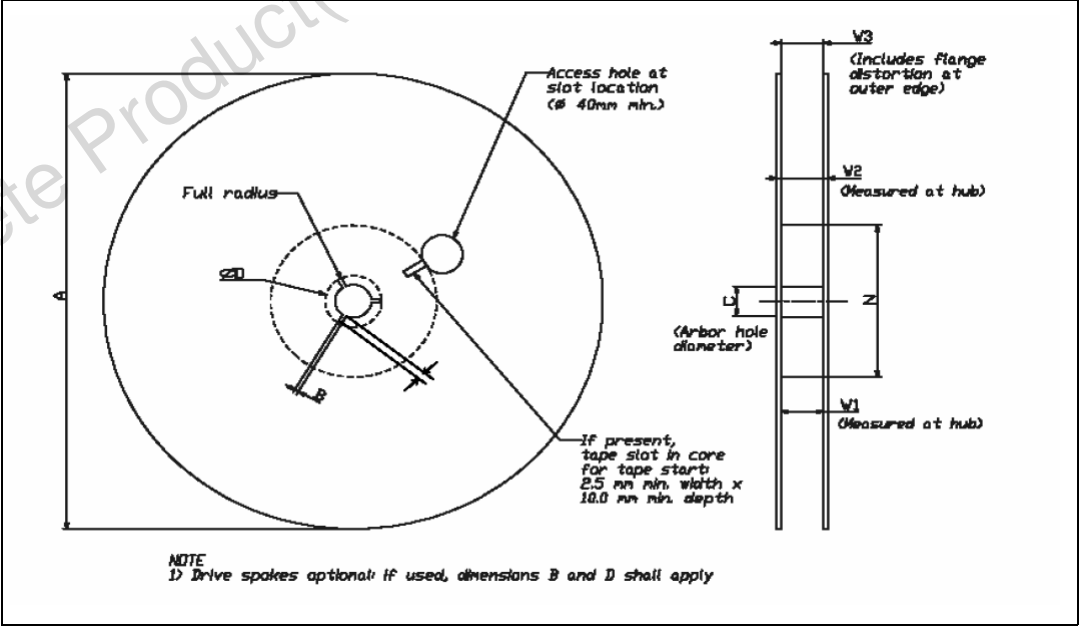 ete Product(
W3
(Includes flange
distortion at
outer edge)
Access hole at
slot location
(Ø 40mm min.)
W2
(Measured at hub)
Full radius
ØD
A
C
N
(Arbor hole
diameter)
B
W1
(Measured at hub)
If present,
tape slot in core
for tape start:
2.5 mm min. width x
10.0 mm min. depth
NOTE
1) Drive spokes optional: if used, dimensions B and D shall apply